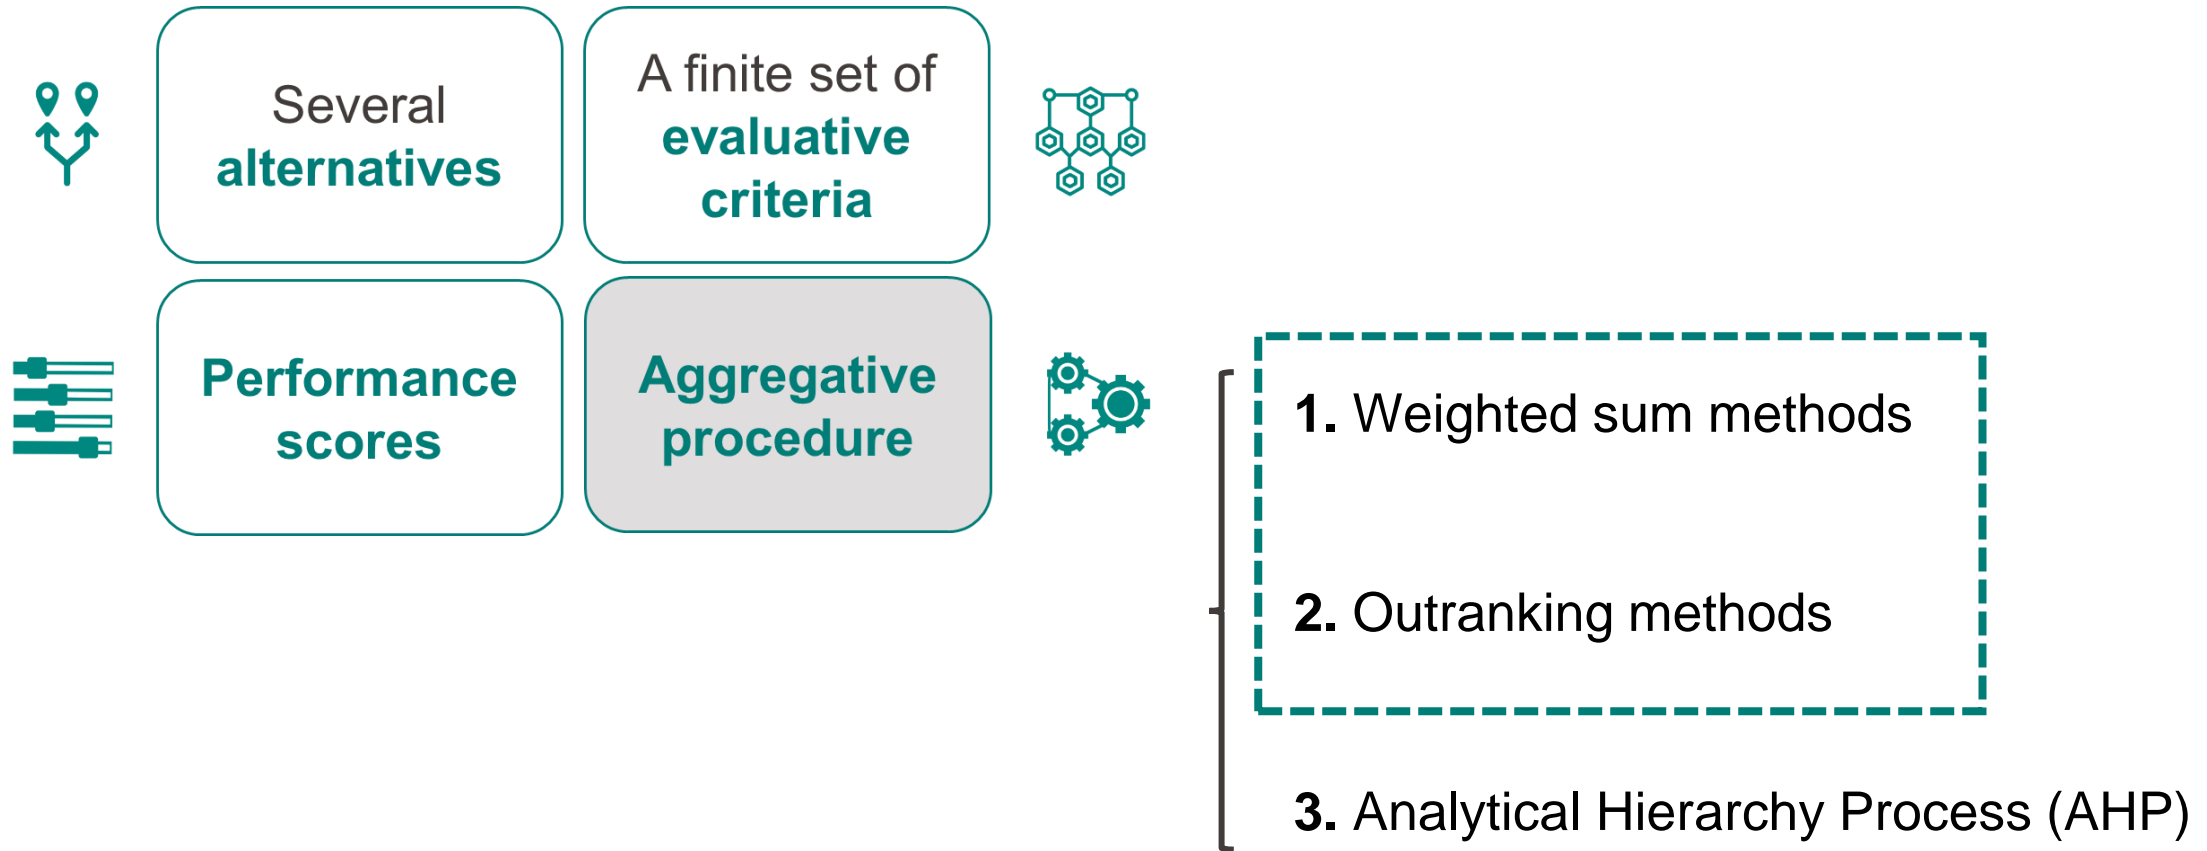 Several
alternatives
A finite set of
evaluative
criteria
Performance
scores
Aggregative
procedure
1. Weighted sum methods
2. Outranking methods
3. Analytical Hierarchy Process (AHP)